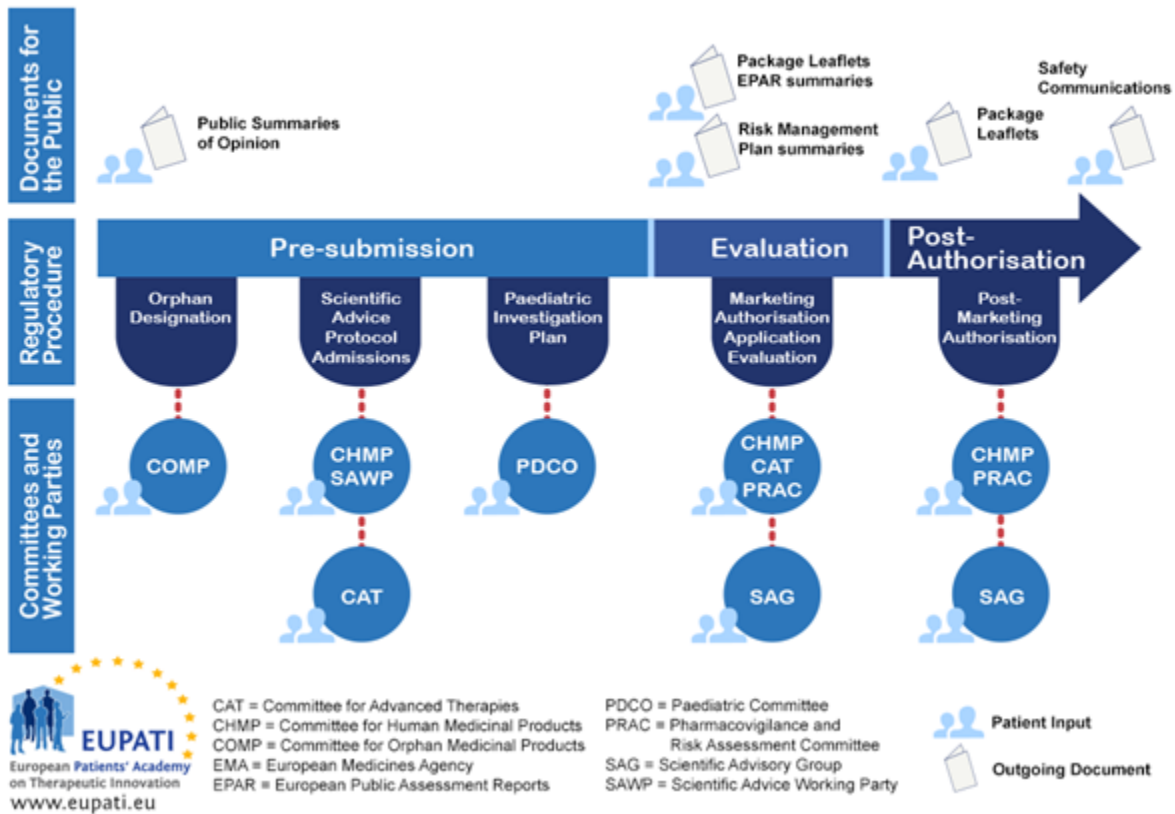 Documents for
the Public
Public Summaries
of Opinion
Package Leaflets
EPAR summaries
Risk Management
Plan summaries
Package
Leaflets
Safety
Communications
Regulatory
Procedure
Pre-submission
Evaluation
Post-
Authorisation
Orphan
Designation
Scientific
Advice
Protocol
Admissions
Paediatric
Investigation
Plan
Marketing
Authorisation
Application
Evaluation
Post-
Marketing
Authorisation
Committees and
Working Parties
COMP
CHMP
SAWP
PDCO
CHMP
CAT
PRAC
CHMP
PRAC
CAT
SAG
SAG
EUPATI
European Patients' Academy
on Therapeutic Innovation
www.eupati.eu
CAT = Committee for Advanced Therapies
CHMP = Committee for Human Medicinal Products
COMP = Committee for Orphan Medicinal Products
EMA = European Medicines Agency
EPAR = European Public Assessment Reports
PDCO = Paediatric Committee
PRAC = Pharmacovigilance and
Risk Assessment Committee
SAG = Scientific Advisory Group
SAWP = Scientific Advice Working Party
Patient Input
Outgoing Document